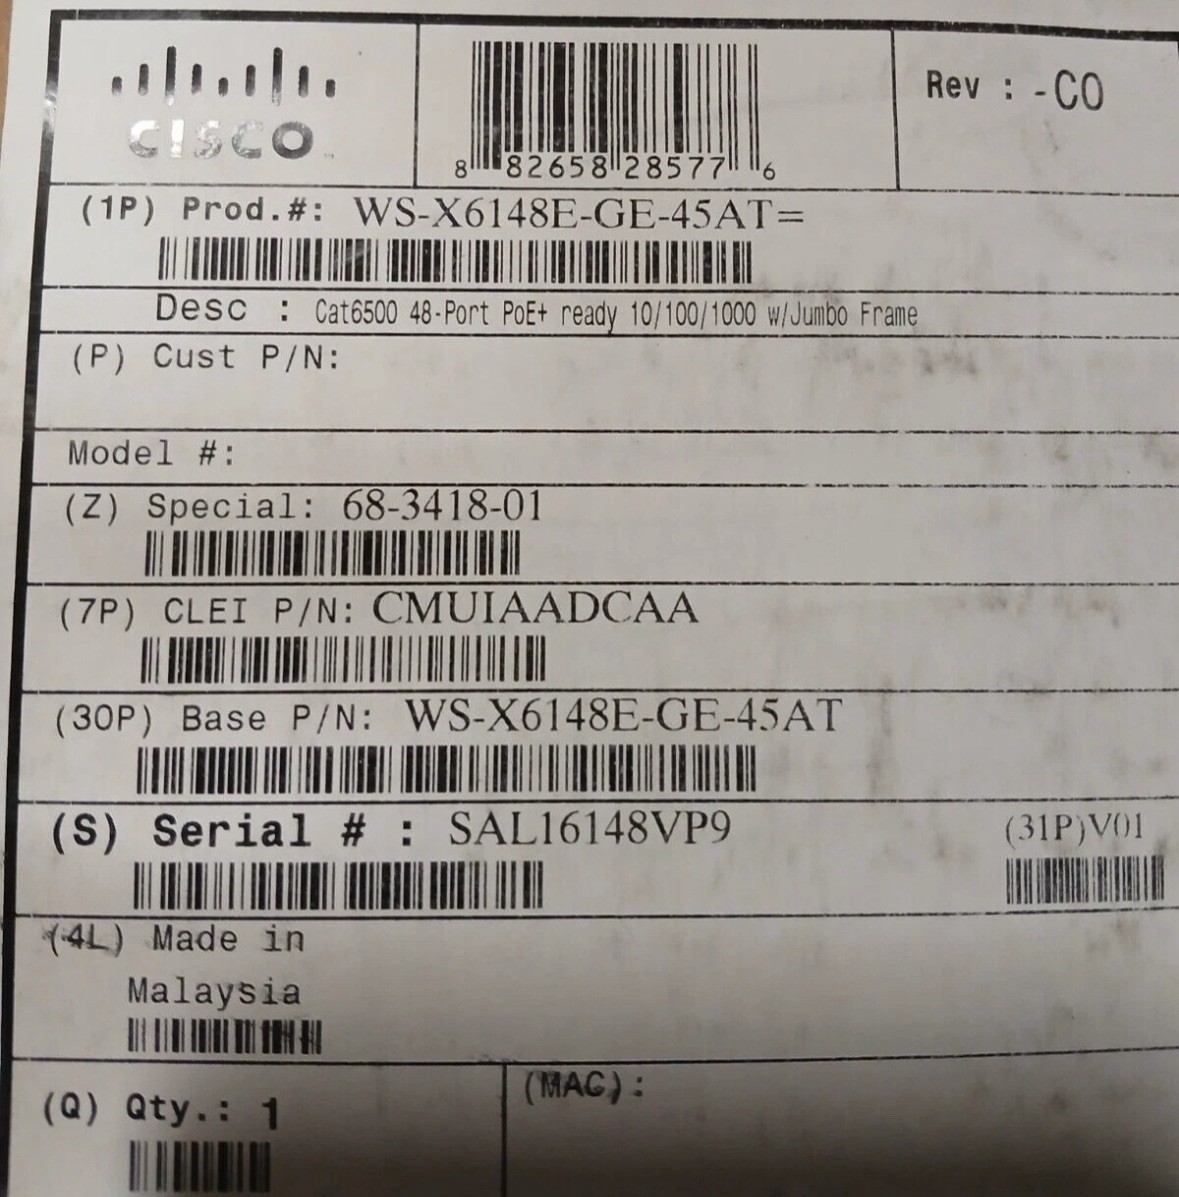 CISCO
8 82658 28577 6
Rev : -C0
(1P) Prod.#: WS-X6148E-GE-45AT=
Desc : Cat6500 48-Port PoE+ ready 10/100/1000 w/Jumbo Frame
(P) Cust P/N:
Model #:
(Z) Special: 68-3418-01
(7P) CLEI P/N: CMUIAADCAA
(30P) Base P/N: WS-X6148E-GE-45AT
(S) Serial # : SAL16148VP9
(31P)V01
(4L) Made in
Malaysia
(Q) Qty.: 1
(MAC):